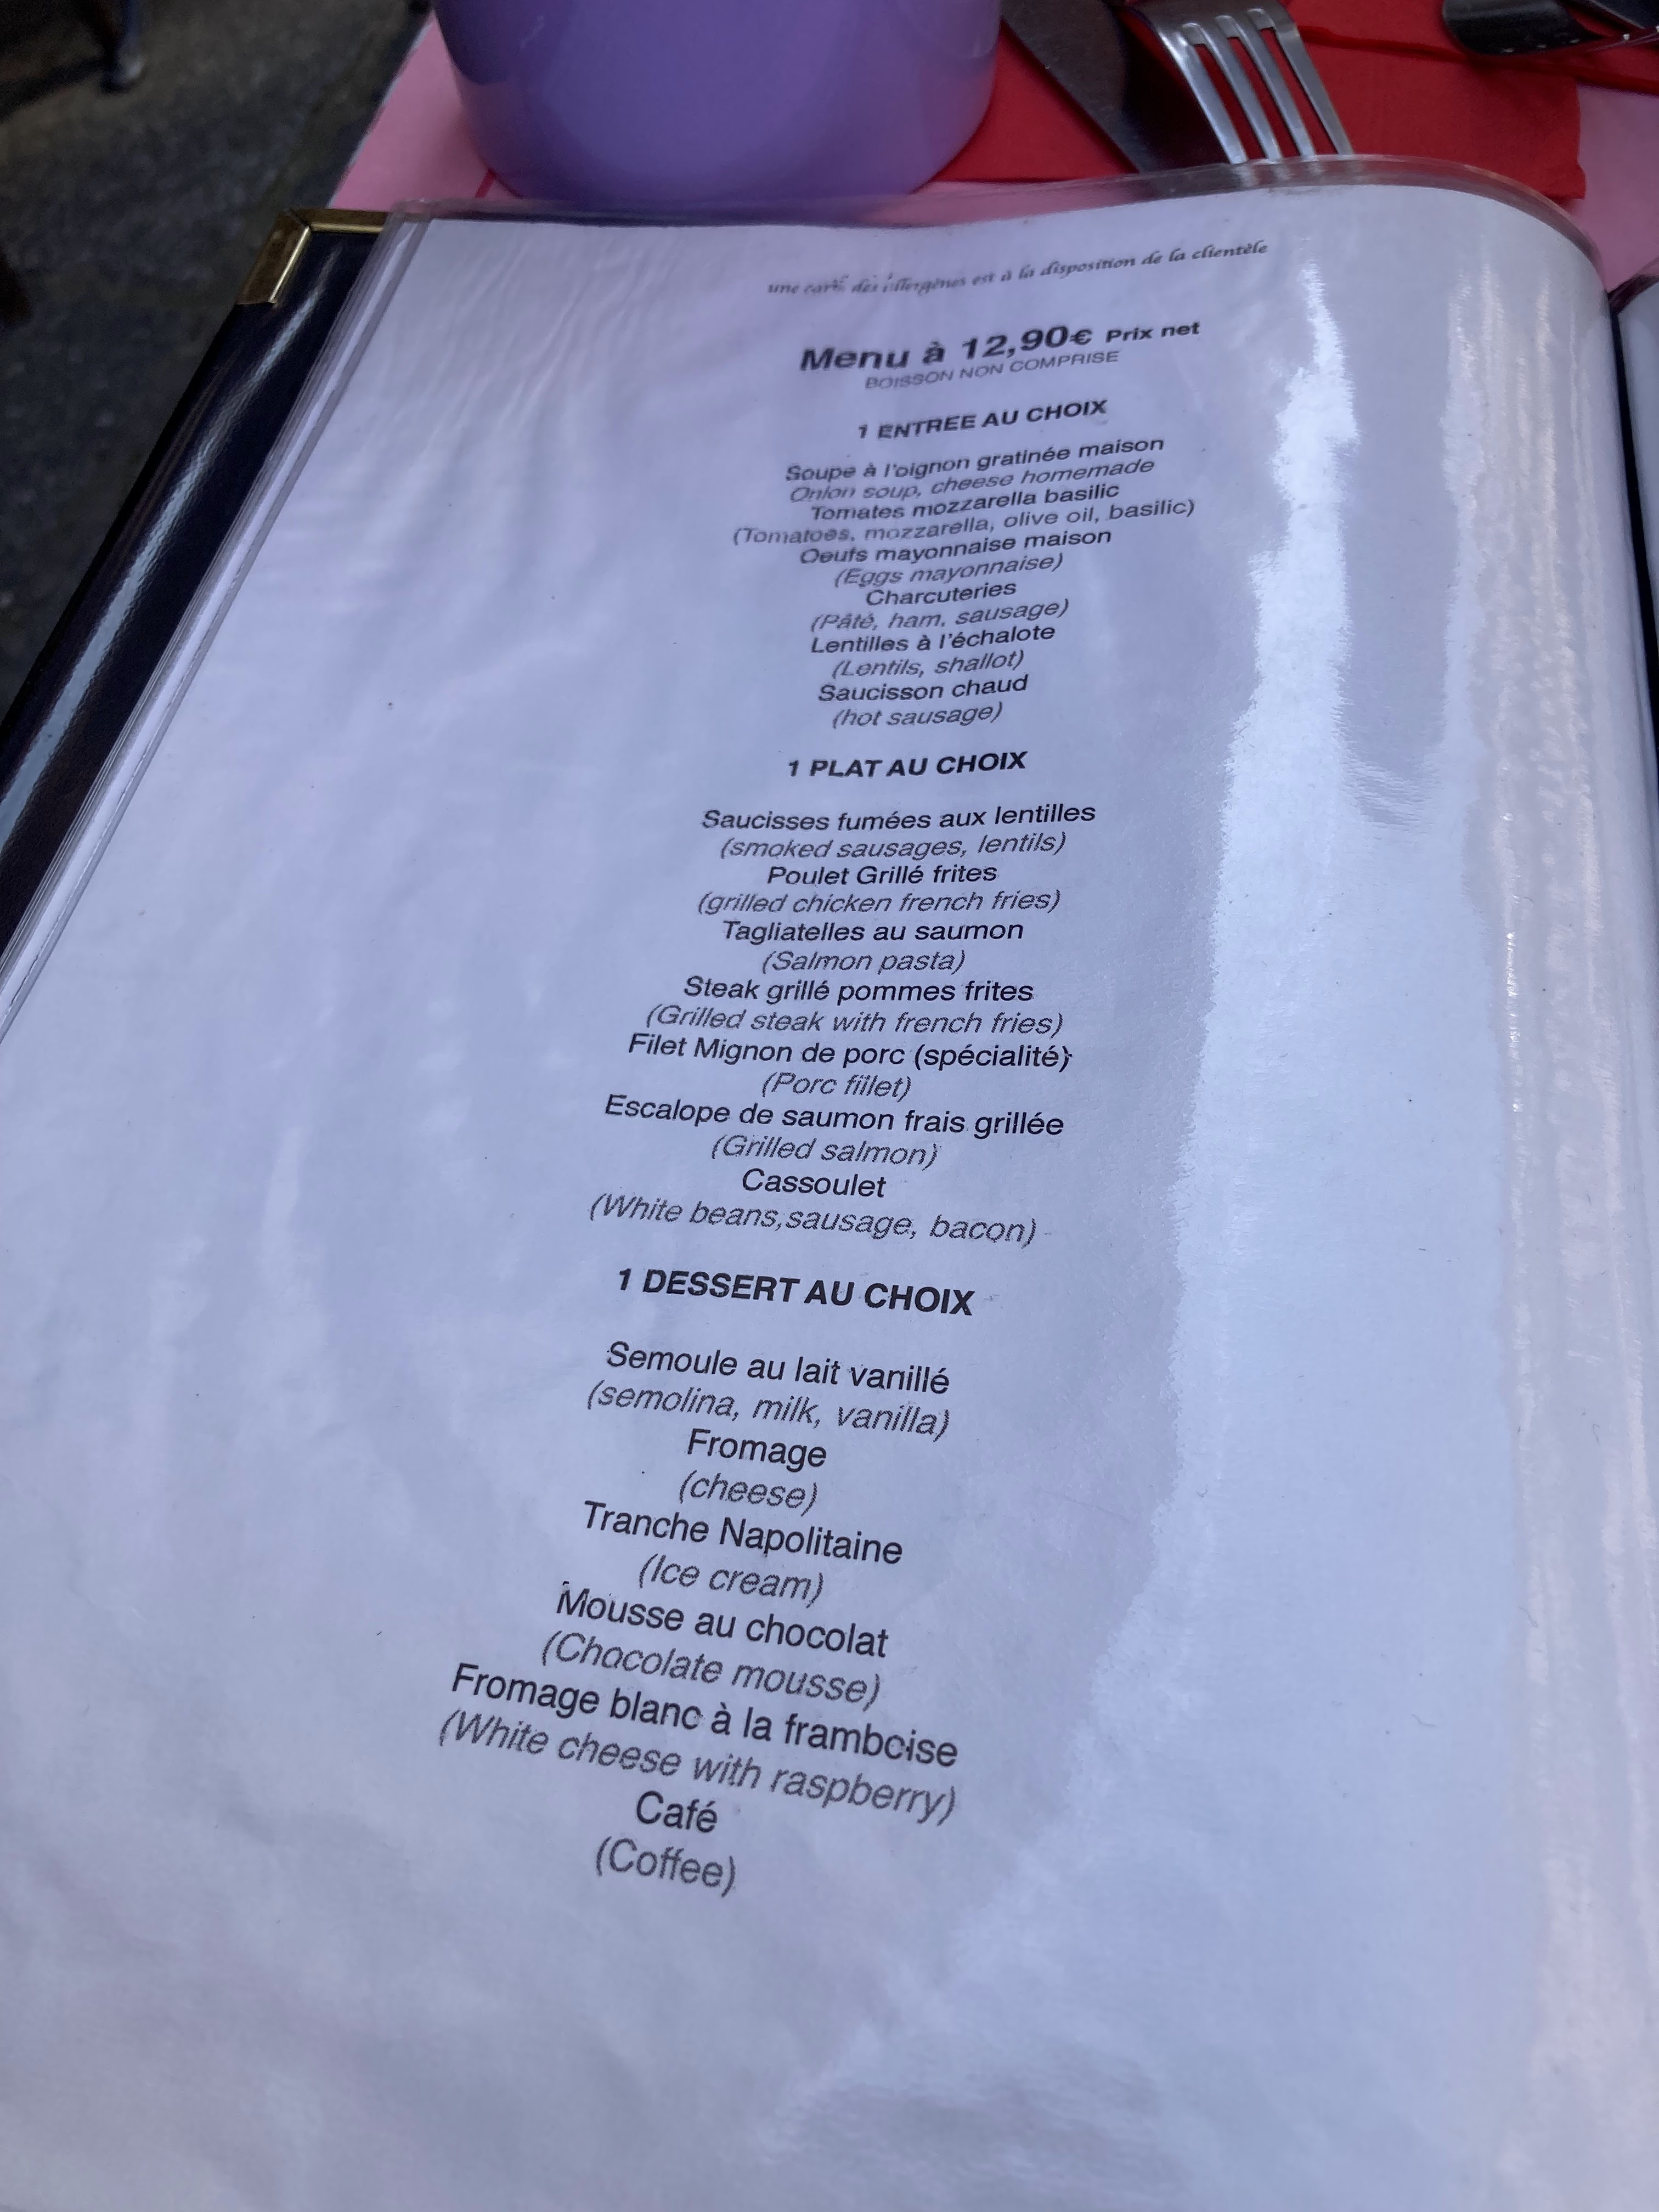 une carte des allergènes est à la disposition de la clientèle
Menu à 12,90€ Prix net
BOISSON NON COMPRISE
1 ENTREE AU CHOIX
Soupe à l'oignon gratinée maison
Onion soup, cheese homemade
Tomates mozzarella basilic
(Tomatoes, mozzarella, olive oil, basilic)
Oeufs mayonnaise maison
(Eggs mayonnaise)
Charcuteries
(Pâté, ham, sausage)
Lentilles à l'échalote
(Lentils, shallot)
Saucisson chaud
(hot sausage)
1 PLAT AU CHOIX
Saucisses fumées aux lentilles
(smoked sausages, lentils)
Poulet Grillé frites
(grilled chicken french fries)
Tagliatelles au saumon
(Salmon pasta)
Steak grillé pommes frites
(Grilled steak with french fries)
Filet Mignon de porc (spécialité)
(Porc fillet)
Escalope de saumon frais grillée
(Grilled salmon)
Cassoulet
(White beans,sausage, bacon)
1 DESSERT AU CHOIX
Semoule au lait vanillé
(semolina, milk, vanilla)
Fromage
(cheese)
Tranche Napolitaine
(Ice cream)
Mousse au chocolat
(Chocolate mousse)
Fromage blanc à la framboise
(White cheese with raspberry)
Café
(Coffee)